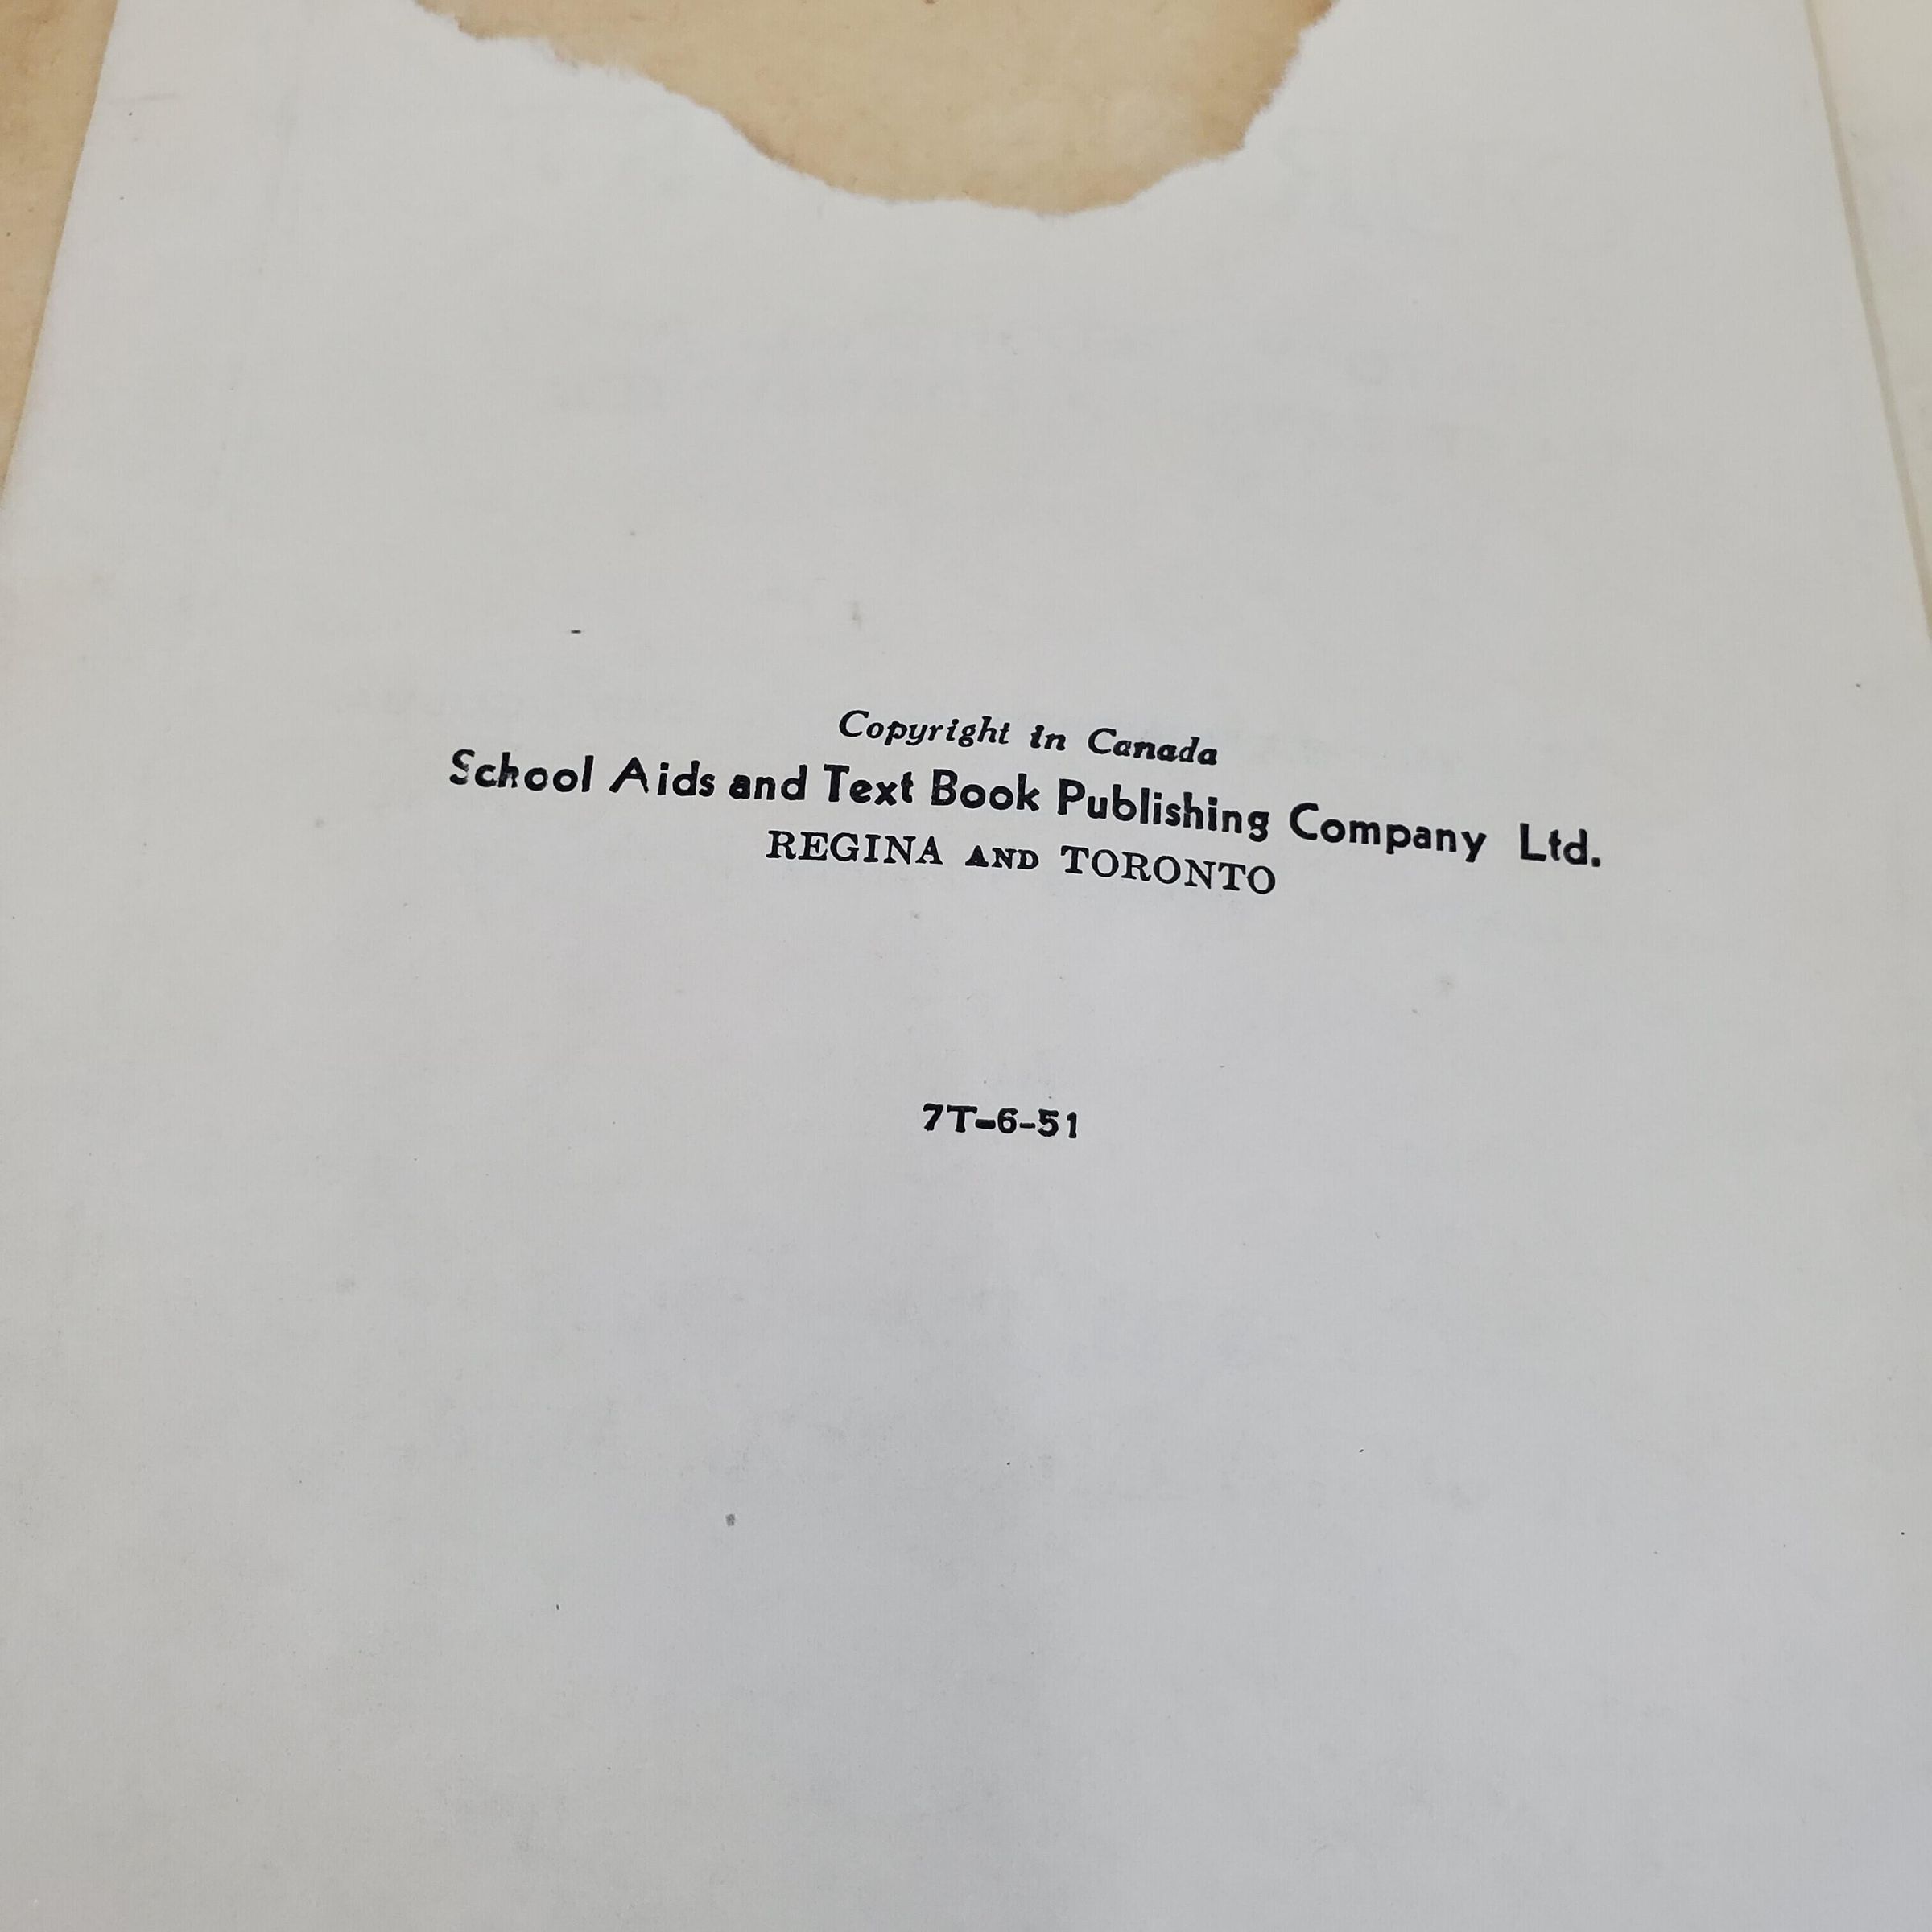 Copyright in Canada
School Aids and Text Book Publishing Company Ltd.
REGINA AND TORONTO
7T-6-51